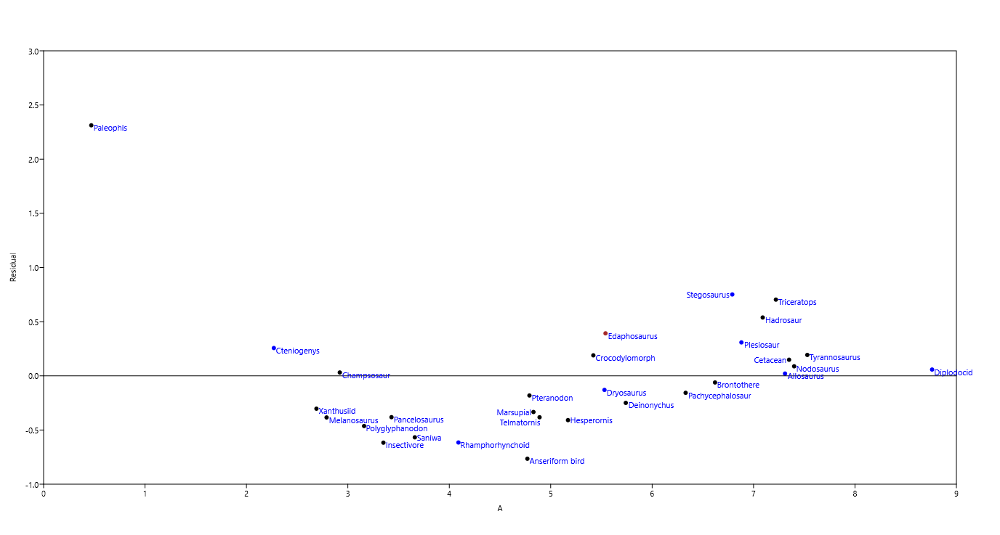 3.0
2.5
Paleophis
2.0
1.5
Residual
1.0
Stegosaurus
Triceratops
0.5
Hadrosaur
Edaphosaurus
Plesiosaur
Cteniogenys
Crocodylomorph
Cetacean
Tyrannosaurus
Nodosaurus
Diplodocid
0.0
Champsosaur
Allosaurus
Brontothere
Dryosaurus
Pachycephalosaur
Pteranodon
Deinonychus
Xanthusiid
Marsupial
Melanosaurus
Pancelosaurus
Telmatornis
Hesperornis
-0.5
Polyglyphanodon
Saniwa
Insectivore
Rhamphorhynchoid
Anseriform bird
-1.0
0 1 2 3 4 5 6 7 8 9
A